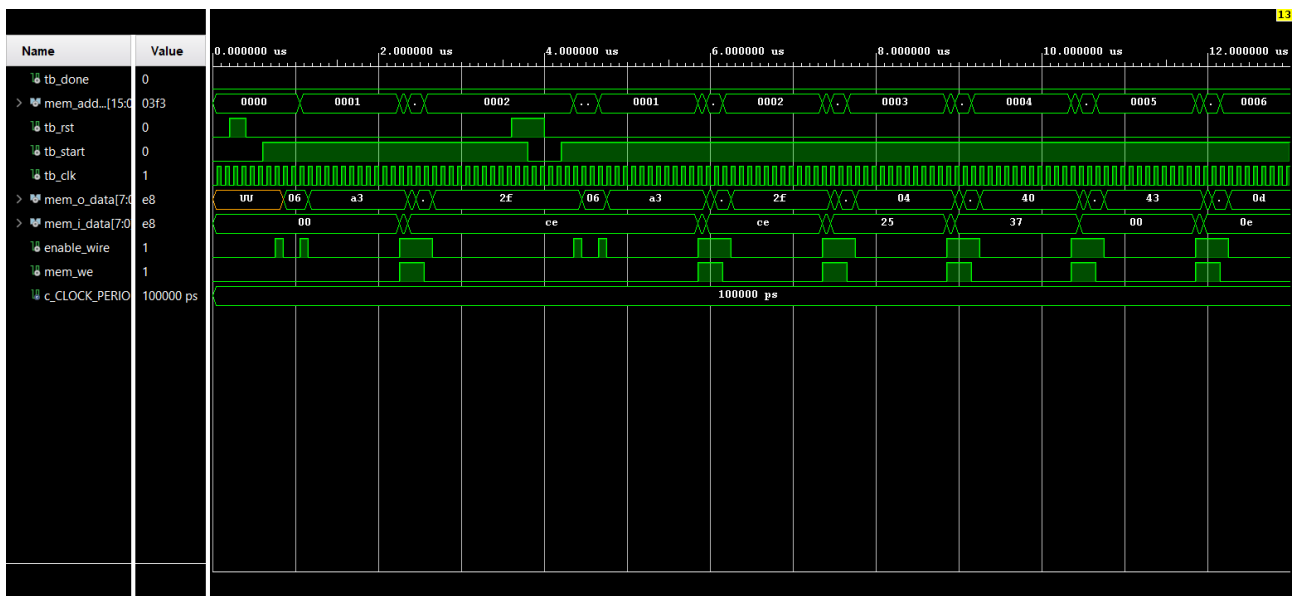 13
Name Value 0.000000 us 2.000000 us 4.000000 us 6.000000 us 8.000000 us 10.000000 us 12.000000 us
tb_done 0
mem_add...[15:0 03f3 0000 0001 . 0002 .. 0001 . 0002 . 0003 . 0004 . 0005 . 0006
tb_rst 0
tb_start 0
tb_clk 1
mem_o_data[7:0 e8 UU 06 a3 . 2f 06 a3 . 2f . 04 . 40 . 43 . 0d
mem_i_data[7:0 e8 00 ce ce 25 37 00 0e
enable_wire 1
mem_we 1
c_CLOCK_PERIO 100000 ps 100000 ps